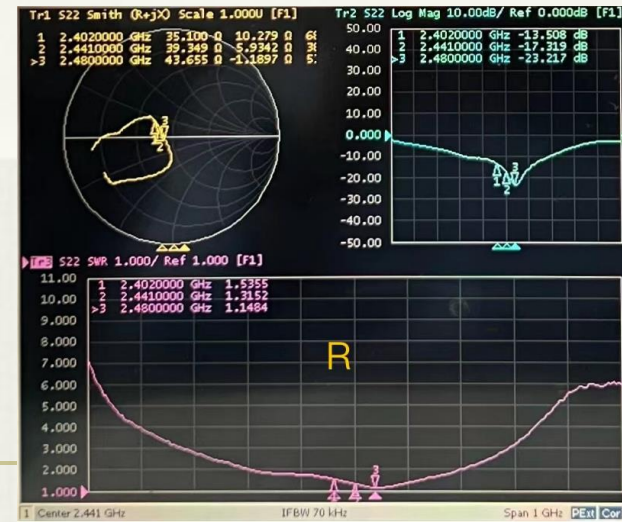 Tr1 S22 Smith (R+jX) Scale 1.000U [F1]
1 2.4020000 GHz 35.100 Ω 10.279 Ω
2 2.4410000 GHz 39.349 Ω 5.9342 Ω
>3 2.4800000 GHz 43.655 Ω -1.1897 Ω
3
1
2
Tr2 S22 Log Mag 10.00dB/ Ref 0.000dB [F1]
50.00
1 2.4020000 GHz -13.508 dB
2 2.4410000 GHz -17.319 dB
>3 2.4800000 GHz -23.217 dB
40.00
30.00
20.00
10.00
0.000
-10.00
-20.00
-30.00
-40.00
-50.00
3
1
2
Tr3 S22 SWR 1.000/ Ref 1.000 [F1]
11.00
1 2.4020000 GHz 1.5355
2 2.4410000 GHz 1.3152
>3 2.4800000 GHz 1.1484
10.00
9.000
8.000
7.000
6.000
5.000
4.000
3.000
2.000
1.000
R
3
1 Center 2.441 GHz IFBW 70 kHz Span 1 GHz PExt Cor